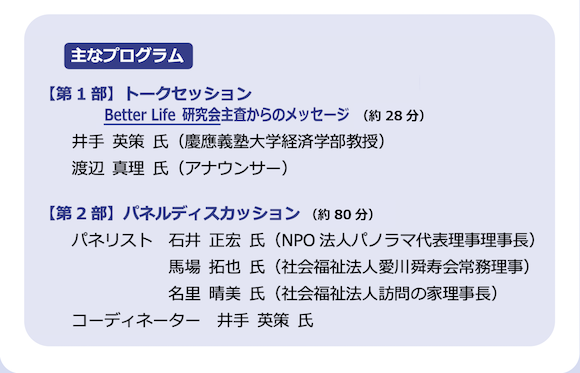 主なプログラム
【第1部】トークセッション
Better Life 研究会主査からのメッセージ (約28分)
井手 英策 氏(慶應義塾大学経済学部教授)
渡辺 真理 氏(アナウンサー)
【第2部】パネルディスカッション (約80分)
パネリスト 石井 正宏 氏(NPO法人パノラマ代表理事理事長)
馬場 拓也 氏(社会福祉法人愛川舜寿会常務理事)
名里 晴美 氏(社会福祉法人訪問の家理事長)
コーディネーター 井手 英策 氏